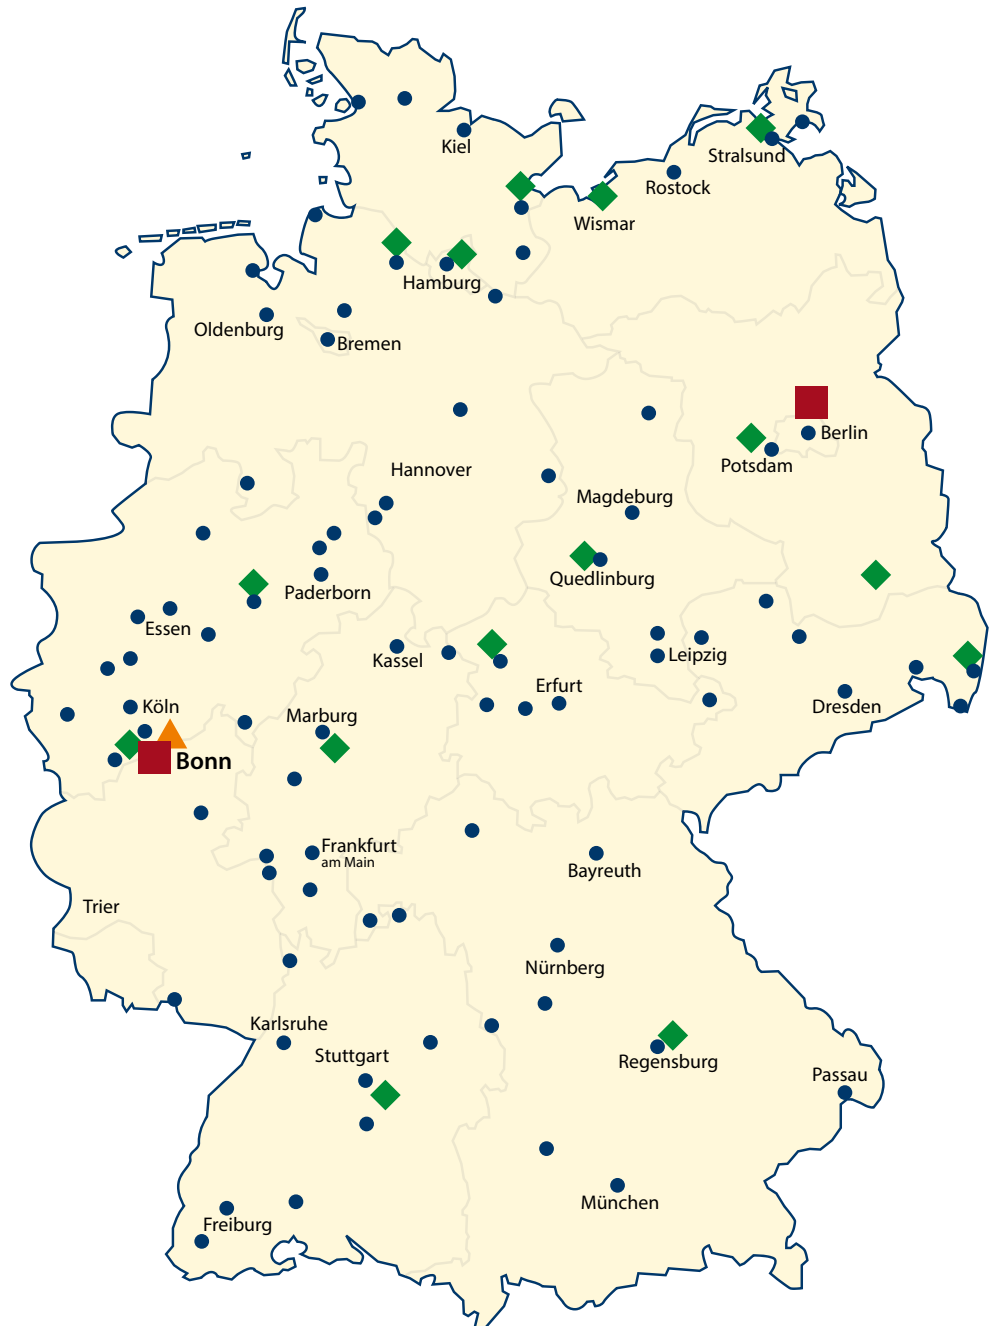 Kiel
Stralsund
Rostock
Wismar
Hamburg
Oldenburg
Bremen
Berlin
Potsdam
Hannover
Magdeburg
Quedlinburg
Paderborn
Essen
Kassel
Leipzig
Erfurt
Köln
Marburg
Dresden
Bonn
Frankfurt
am Main
Bayreuth
Trier
Nürnberg
Karlsruhe
Stuttgart
Regensburg
Passau
München
Freiburg